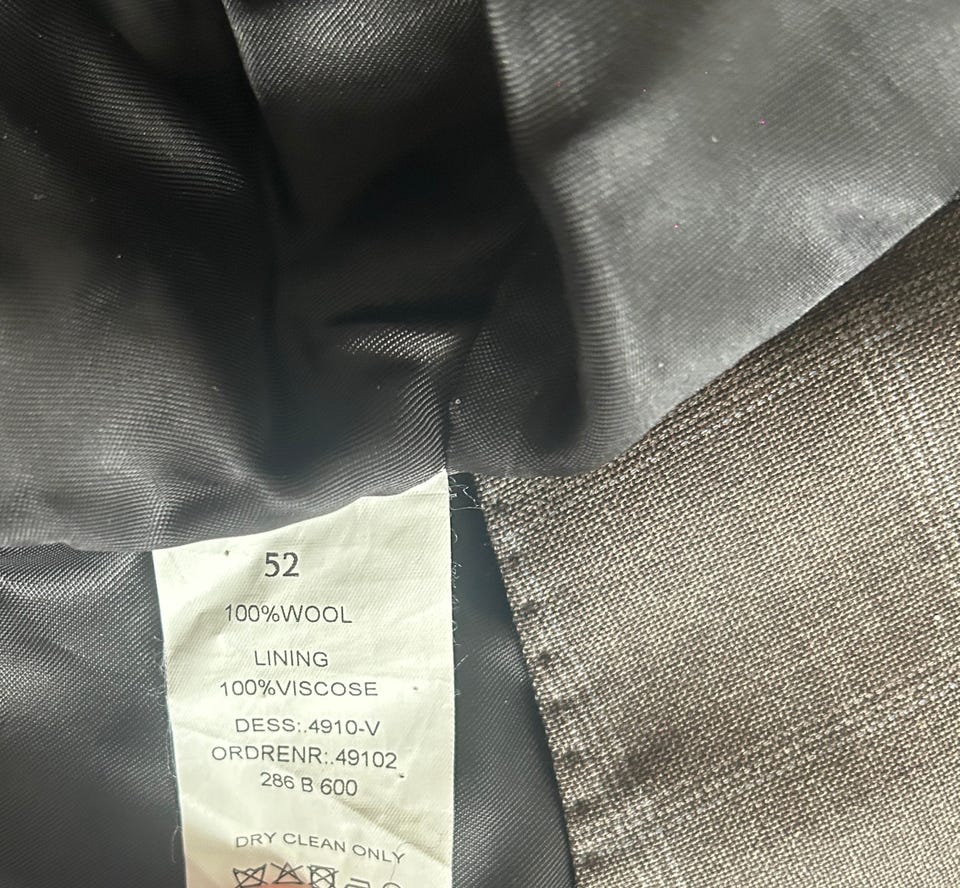 52
100%WOOL
LINING
100%VISCOSE
DESS:.4910-V
ORDRENR:.49102
286 B 600
DRY CLEAN ONLY